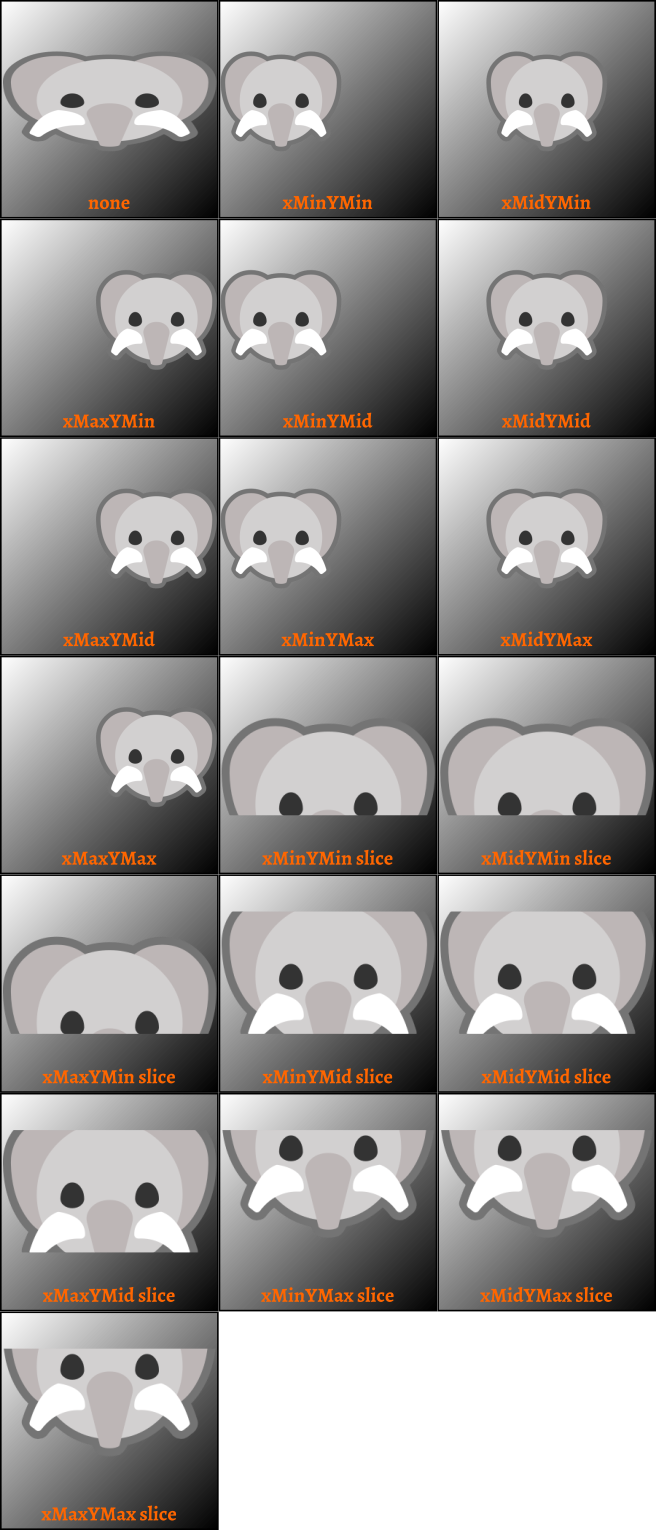 none
xMinYMin
xMidYMin
xMaxYMin
xMinYMid
xMidYMid
xMaxYMid
xMinYMax
xMidYMax
xMaxYMax
xMinYMin slice
xMidYMin slice
xMaxYMin slice
xMinYMid slice
xMidYMid slice
xMaxYMid slice
xMinYMax slice
xMidYMax slice
xMaxYMax slice